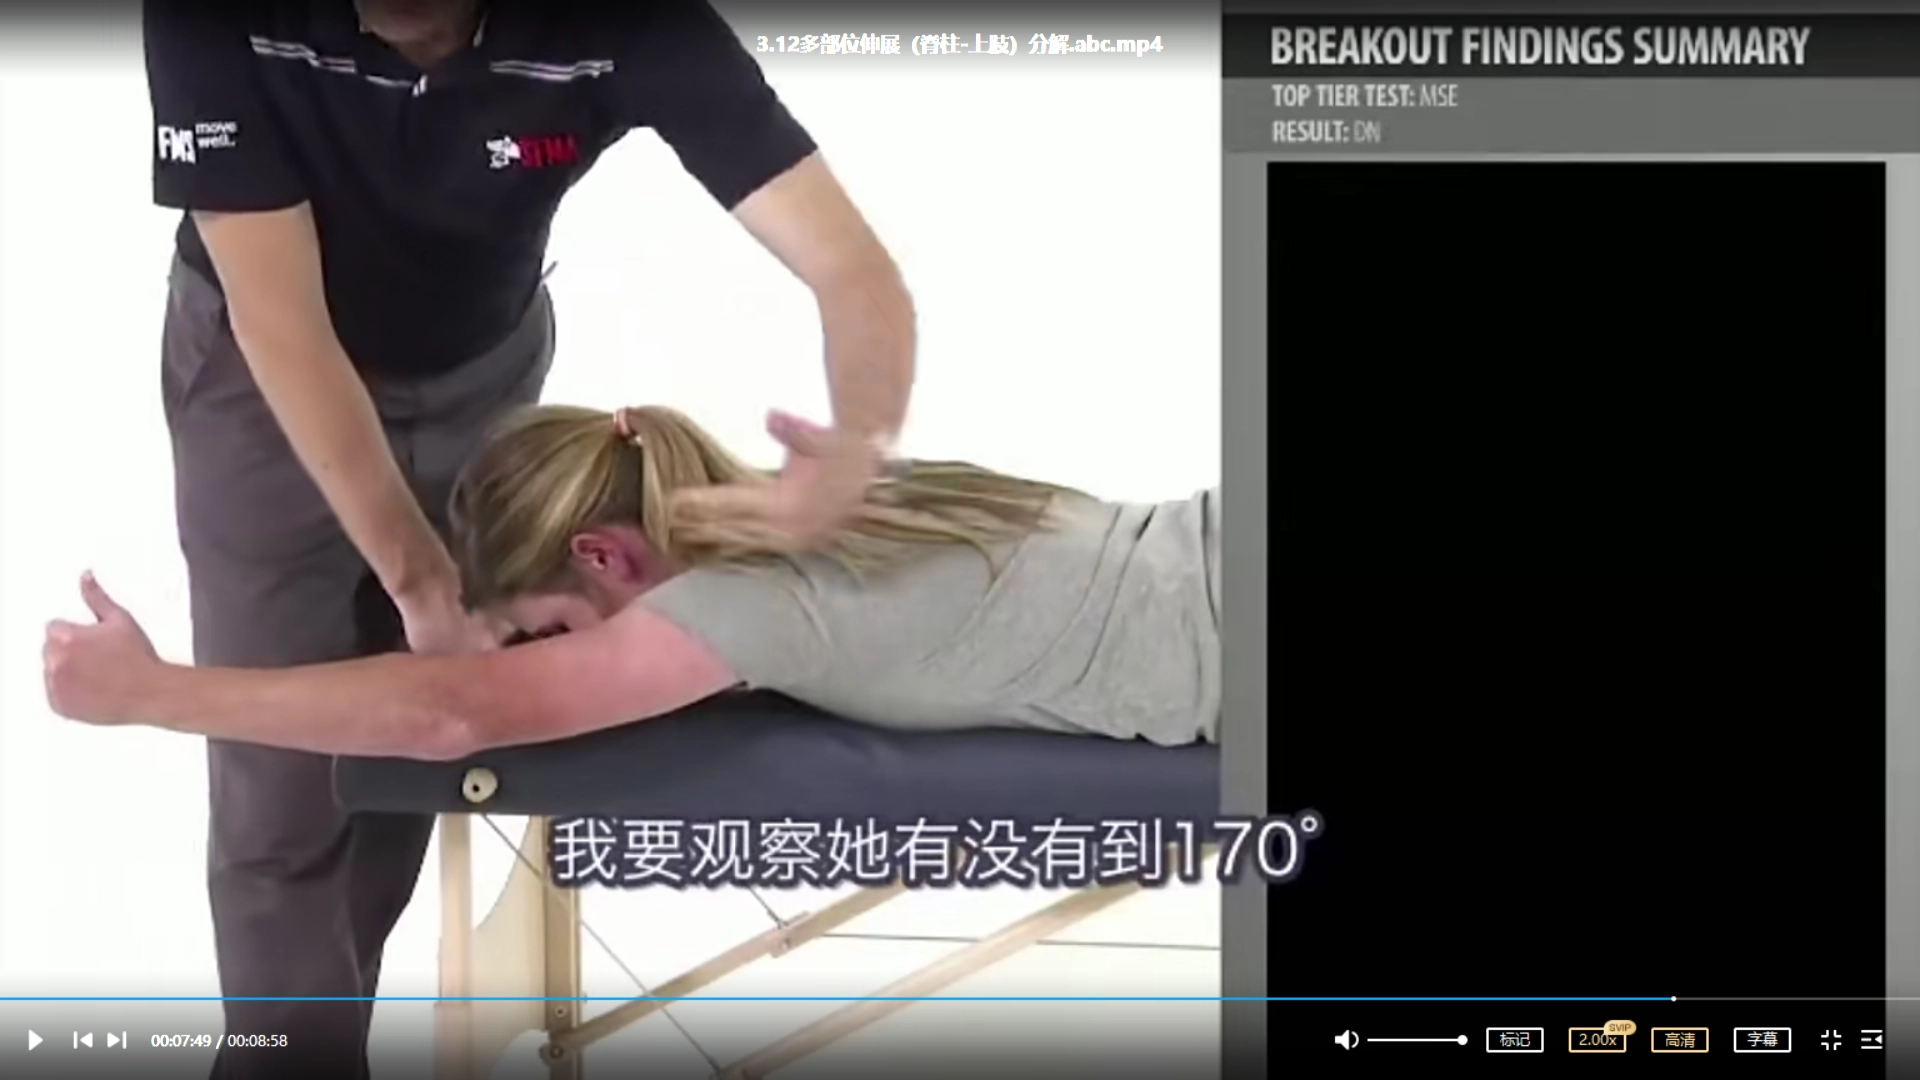 3.12多部位伸展（脊柱-上肢）分解.abc.mp4
BREAKOUT FINDINGS SUMMARY
TOP TIER TEST: MSE
RESULT: DN
FMS move well.
SFMA
我要观察她有没有到170°
00:07:49 / 00:08:58
标记
SVIP
2.00x
高清
字幕